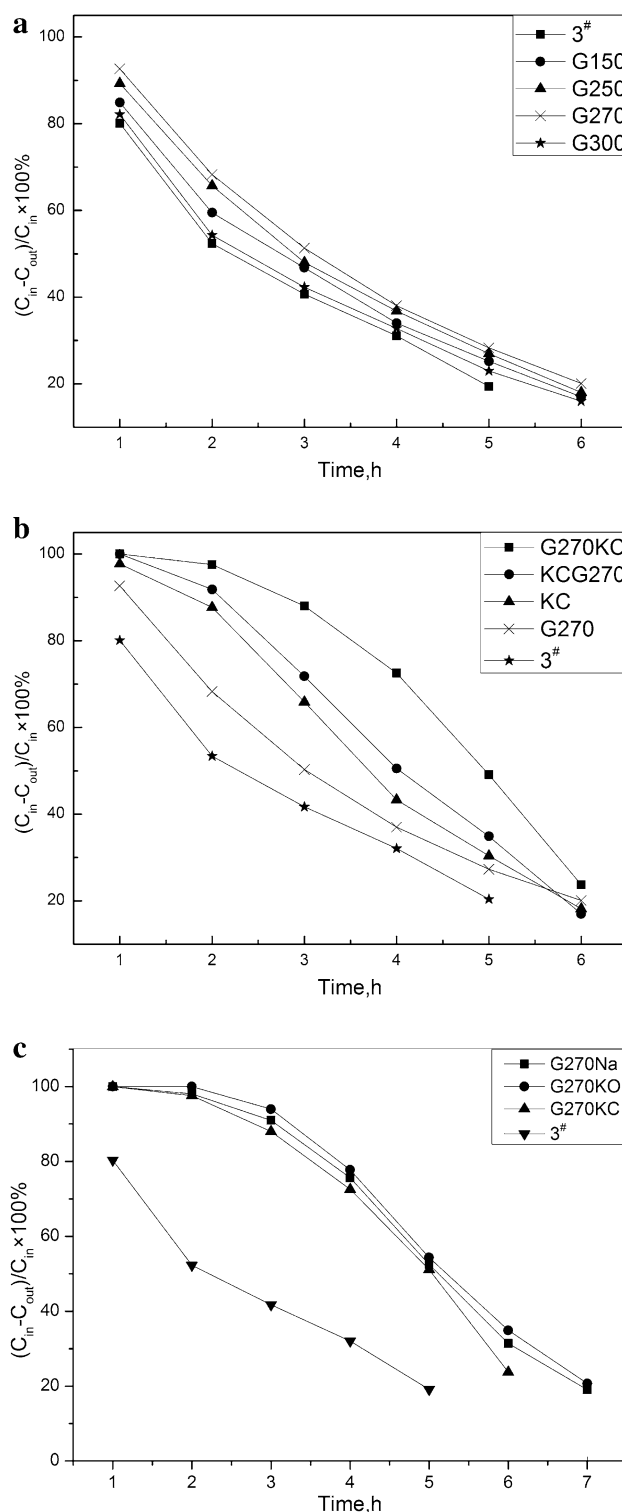 a
100
80
60
40
20
(C_in-C_out)/C_in ×100%
3#
G150
G250
G270
G300
1 2 3 4 5 6
Time,h
b
100
80
60
40
20
(C_in-C_out)/C_in ×100%
G270KC
KCG270
KC
G270
3#
1 2 3 4 5 6
Time,h
c
100
80
60
40
20
0
(C_in-C_out)/C_in ×100%
G270Na
G270KO
G270KC
3#
1 2 3 4 5 6 7
Time,h